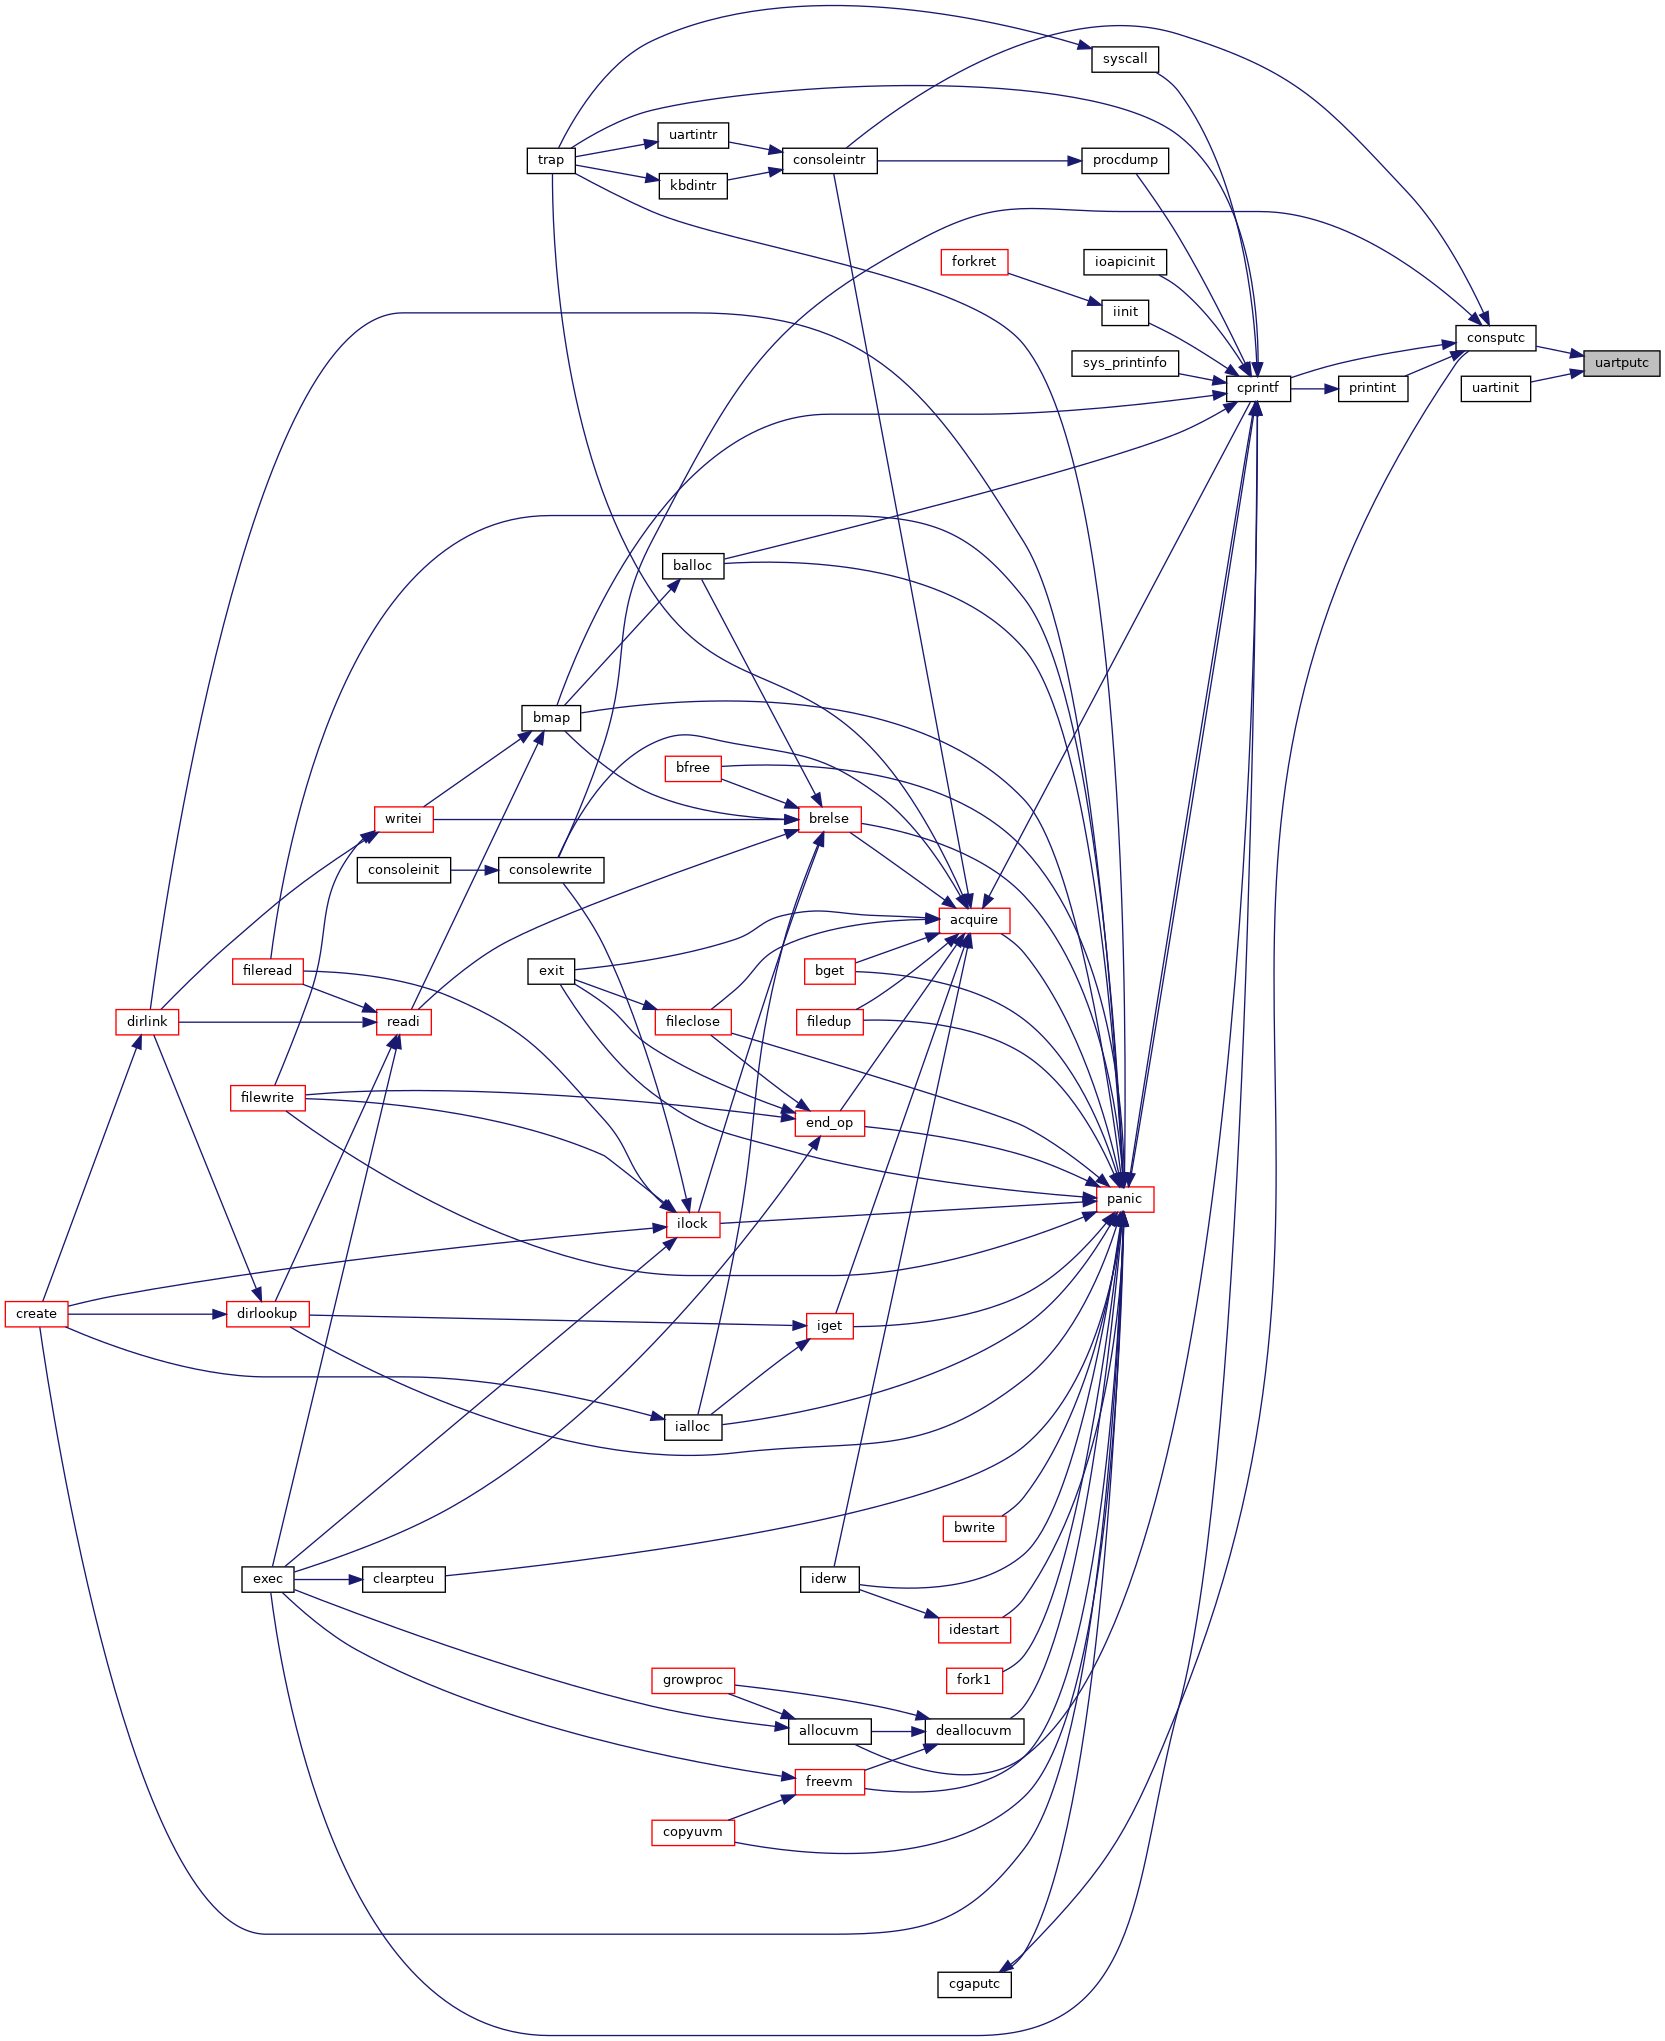 syscall
uartintr
trap
consoleintr
procdump
kbdintr
forkret
ioapicinit
iinit
consputc
sys_printinfo
uartputc
cprintf
printint
uartinit
balloc
bmap
bfree
writei
brelse
consoleinit
consolewrite
acquire
fileread
exit
bget
dirlink
readi
fileclose
filedup
filewrite
end_op
panic
ilock
create
dirlookup
iget
ialloc
bwrite
exec
clearpteu
iderw
idestart
growproc
fork1
allocuvm
deallocuvm
freevm
copyuvm
cgaputc